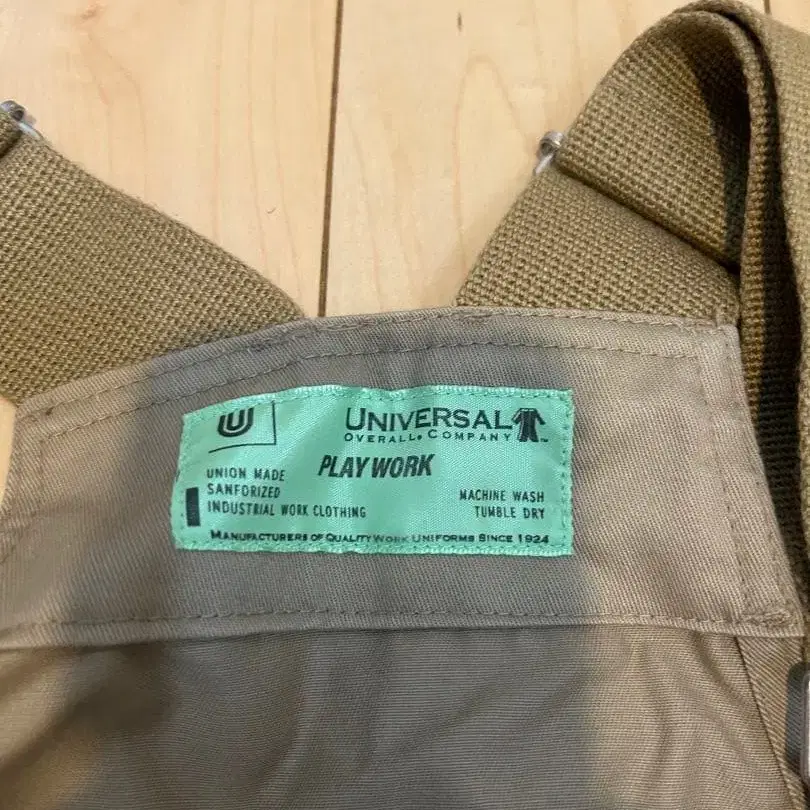 U
UNIVERSAL
OVERALL. COMPANY ™
PLAY WORK
UNION MADE
SANFORIZED
INDUSTRIAL WORK CLOTHING
MACHINE WASH
TUMBLE DRY
MANUFACTURERS OF QUALITY WORK UNIFORMS SINCE 1924